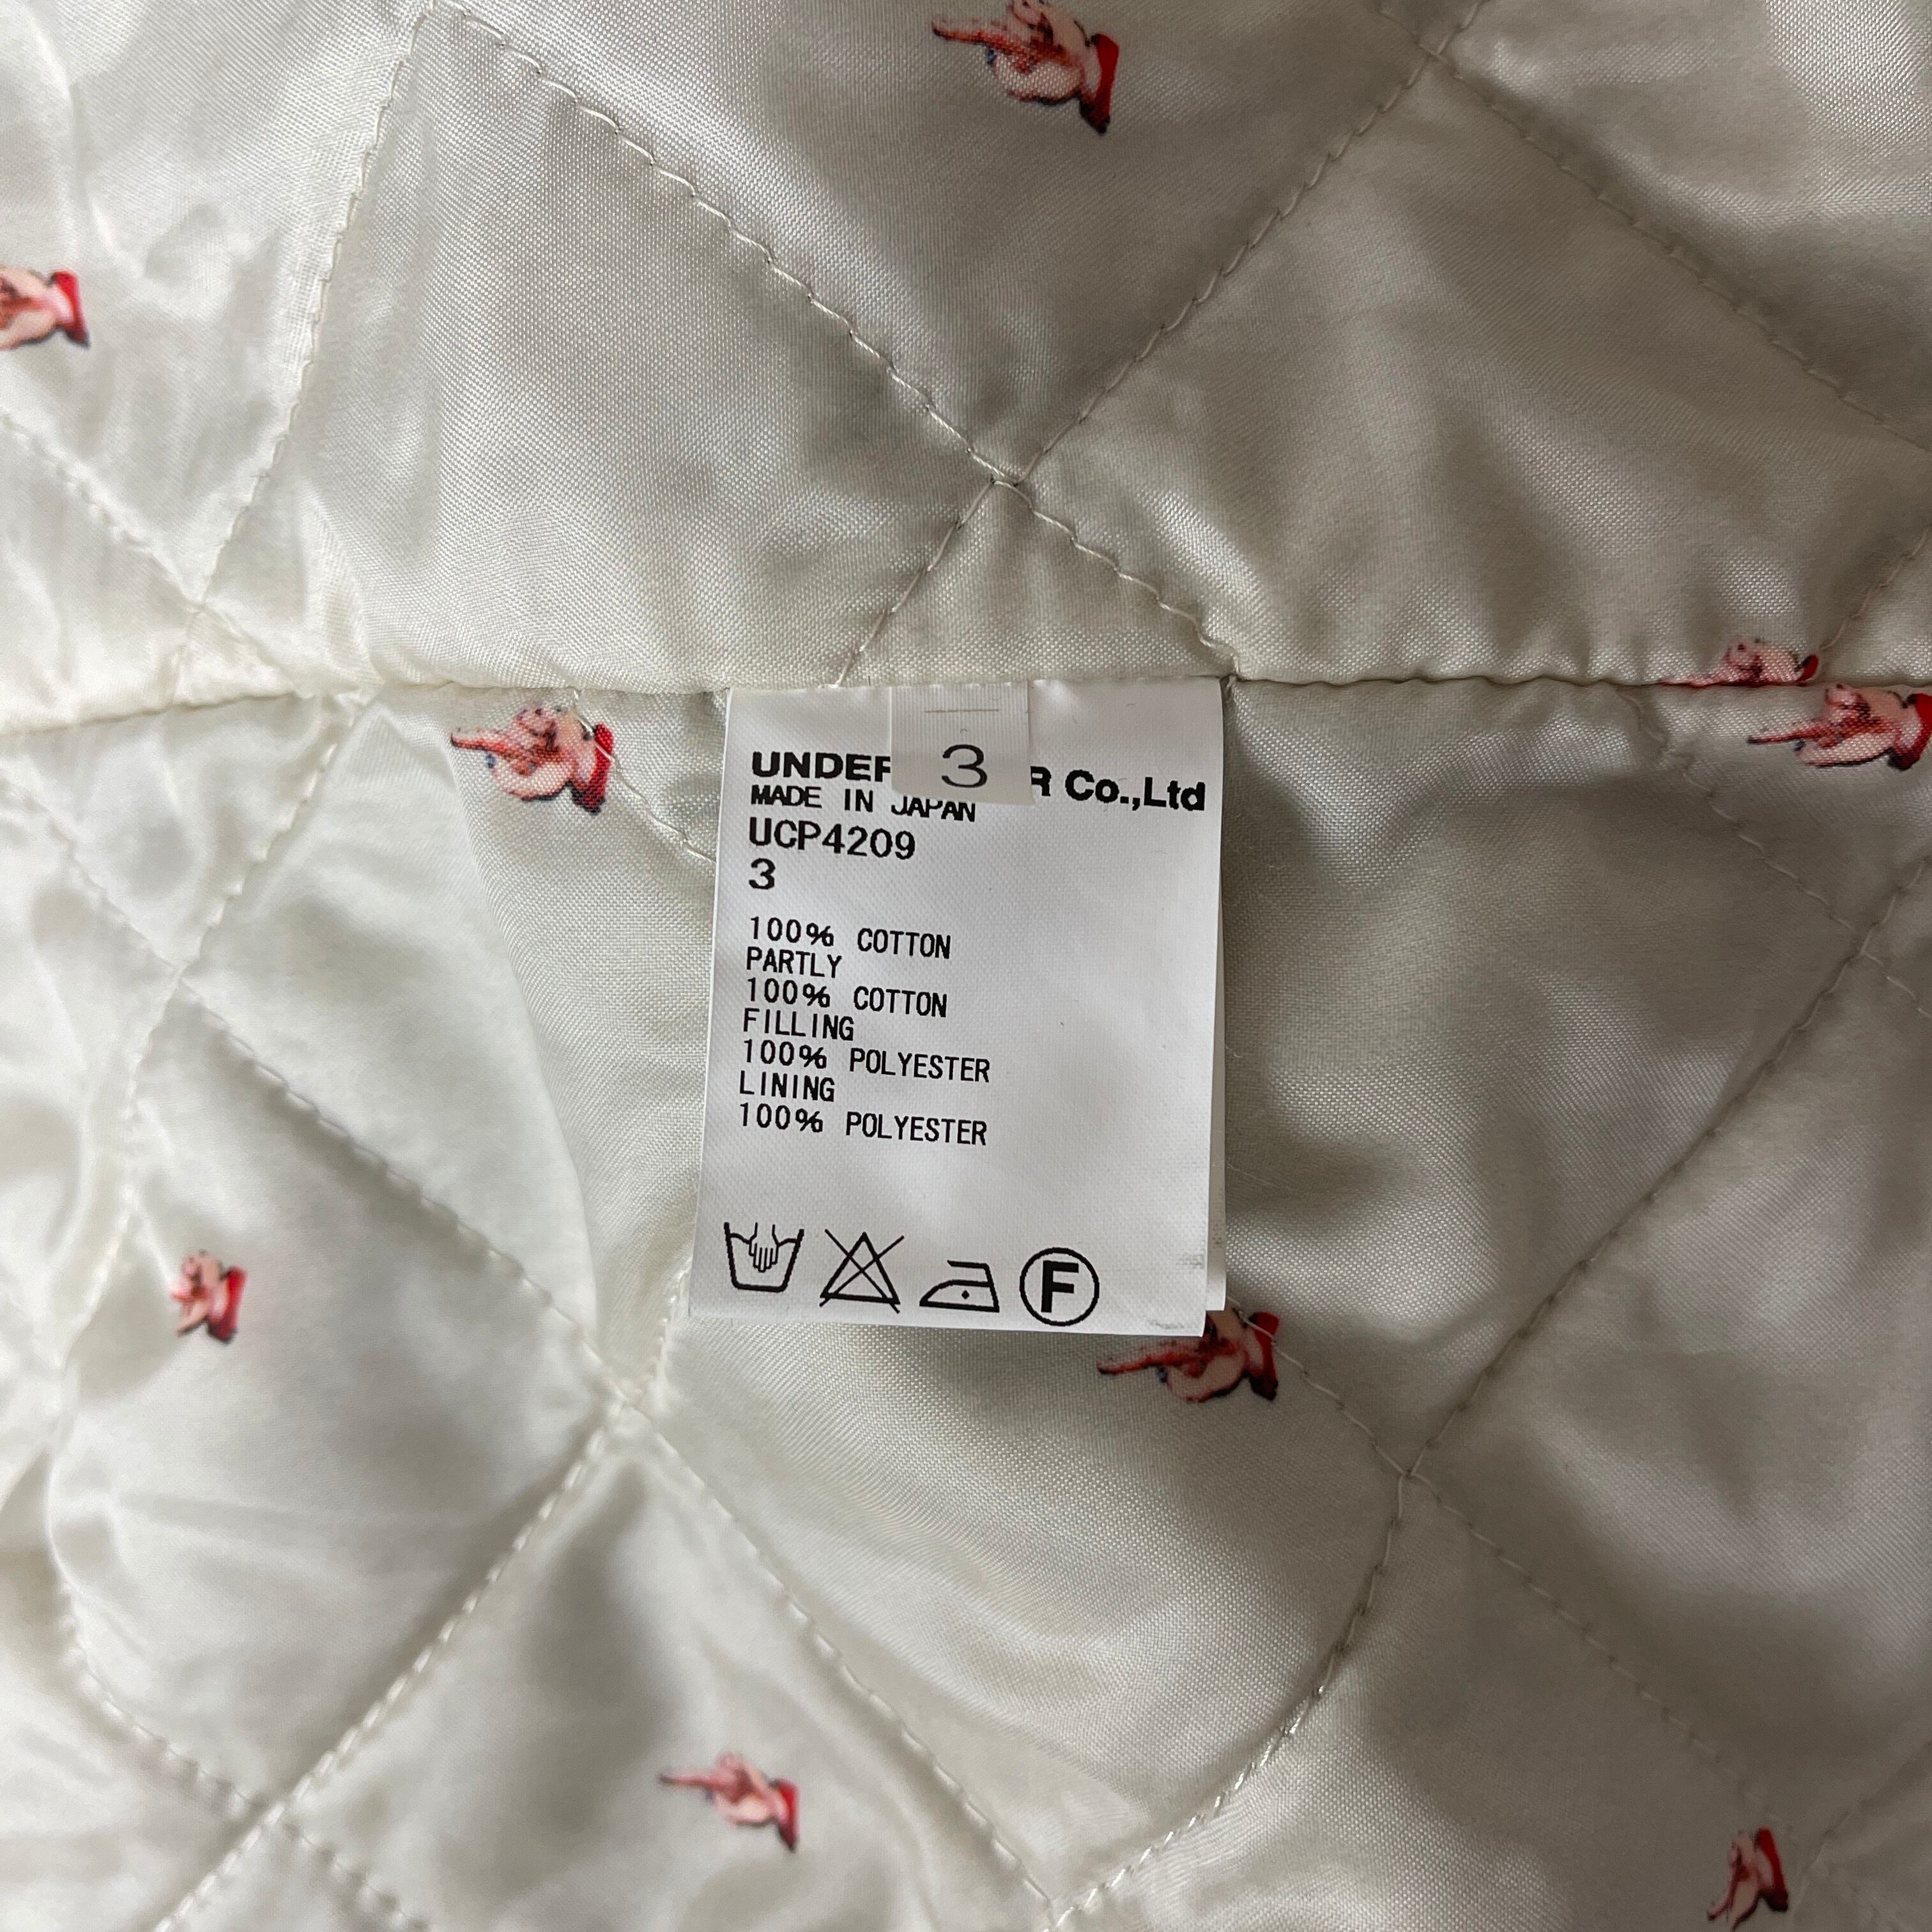 3
UNDER R Co.,Ltd
MADE IN JAPAN
UCP4209
3
100% COTTON
PARTLY
100% COTTON
FILLING
100% POLYESTER
LINING
100% POLYESTER
F